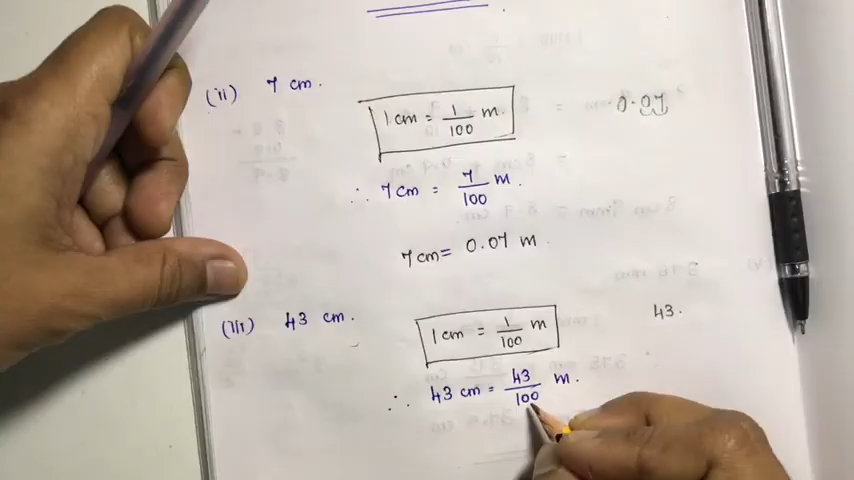 (ii) 7 cm.
1 cm = 1/100 m.
0.07
∴ 7 cm = 7/100 m.
7 cm = 0.07 m.
(iii) 43 cm.
1 cm = 1/100 m
43.
∴ 43 cm = 43/100 m.